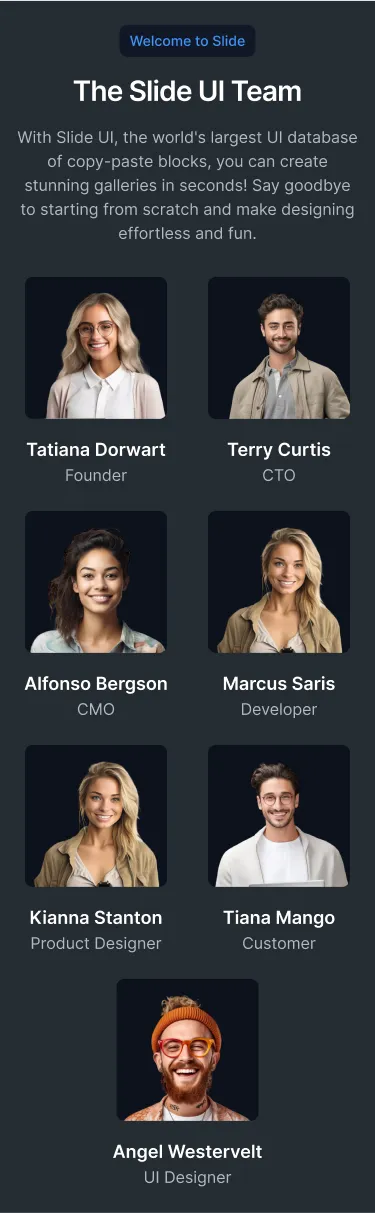 Welcome to Slide
The Slide UI Team
With Slide UI, the world's largest UI database
of copy-paste blocks, you can create
stunning galleries in seconds! Say goodbye
to starting from scratch and make designing
effortless and fun.
Tatiana Dorwart
Founder
Terry Curtis
CTO
Alfonso Bergson
CMO
Marcus Saris
Developer
Kianna Stanton
Product Designer
Tiana Mango
Customer
Angel Westervelt
UI Designer